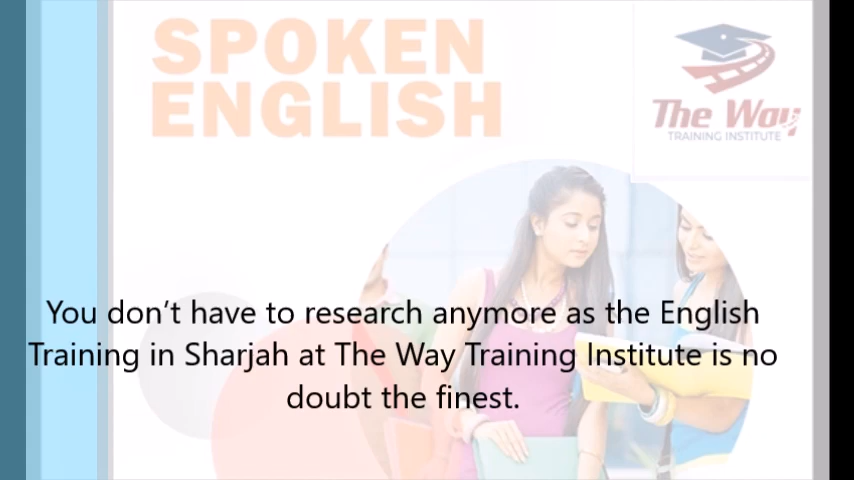 SPOKEN
ENGLISH
The Way
TRAINING INSTITUTE
You don’t have to research anymore as the English
Training in Sharjah at The Way Training Institute is no
doubt the finest.